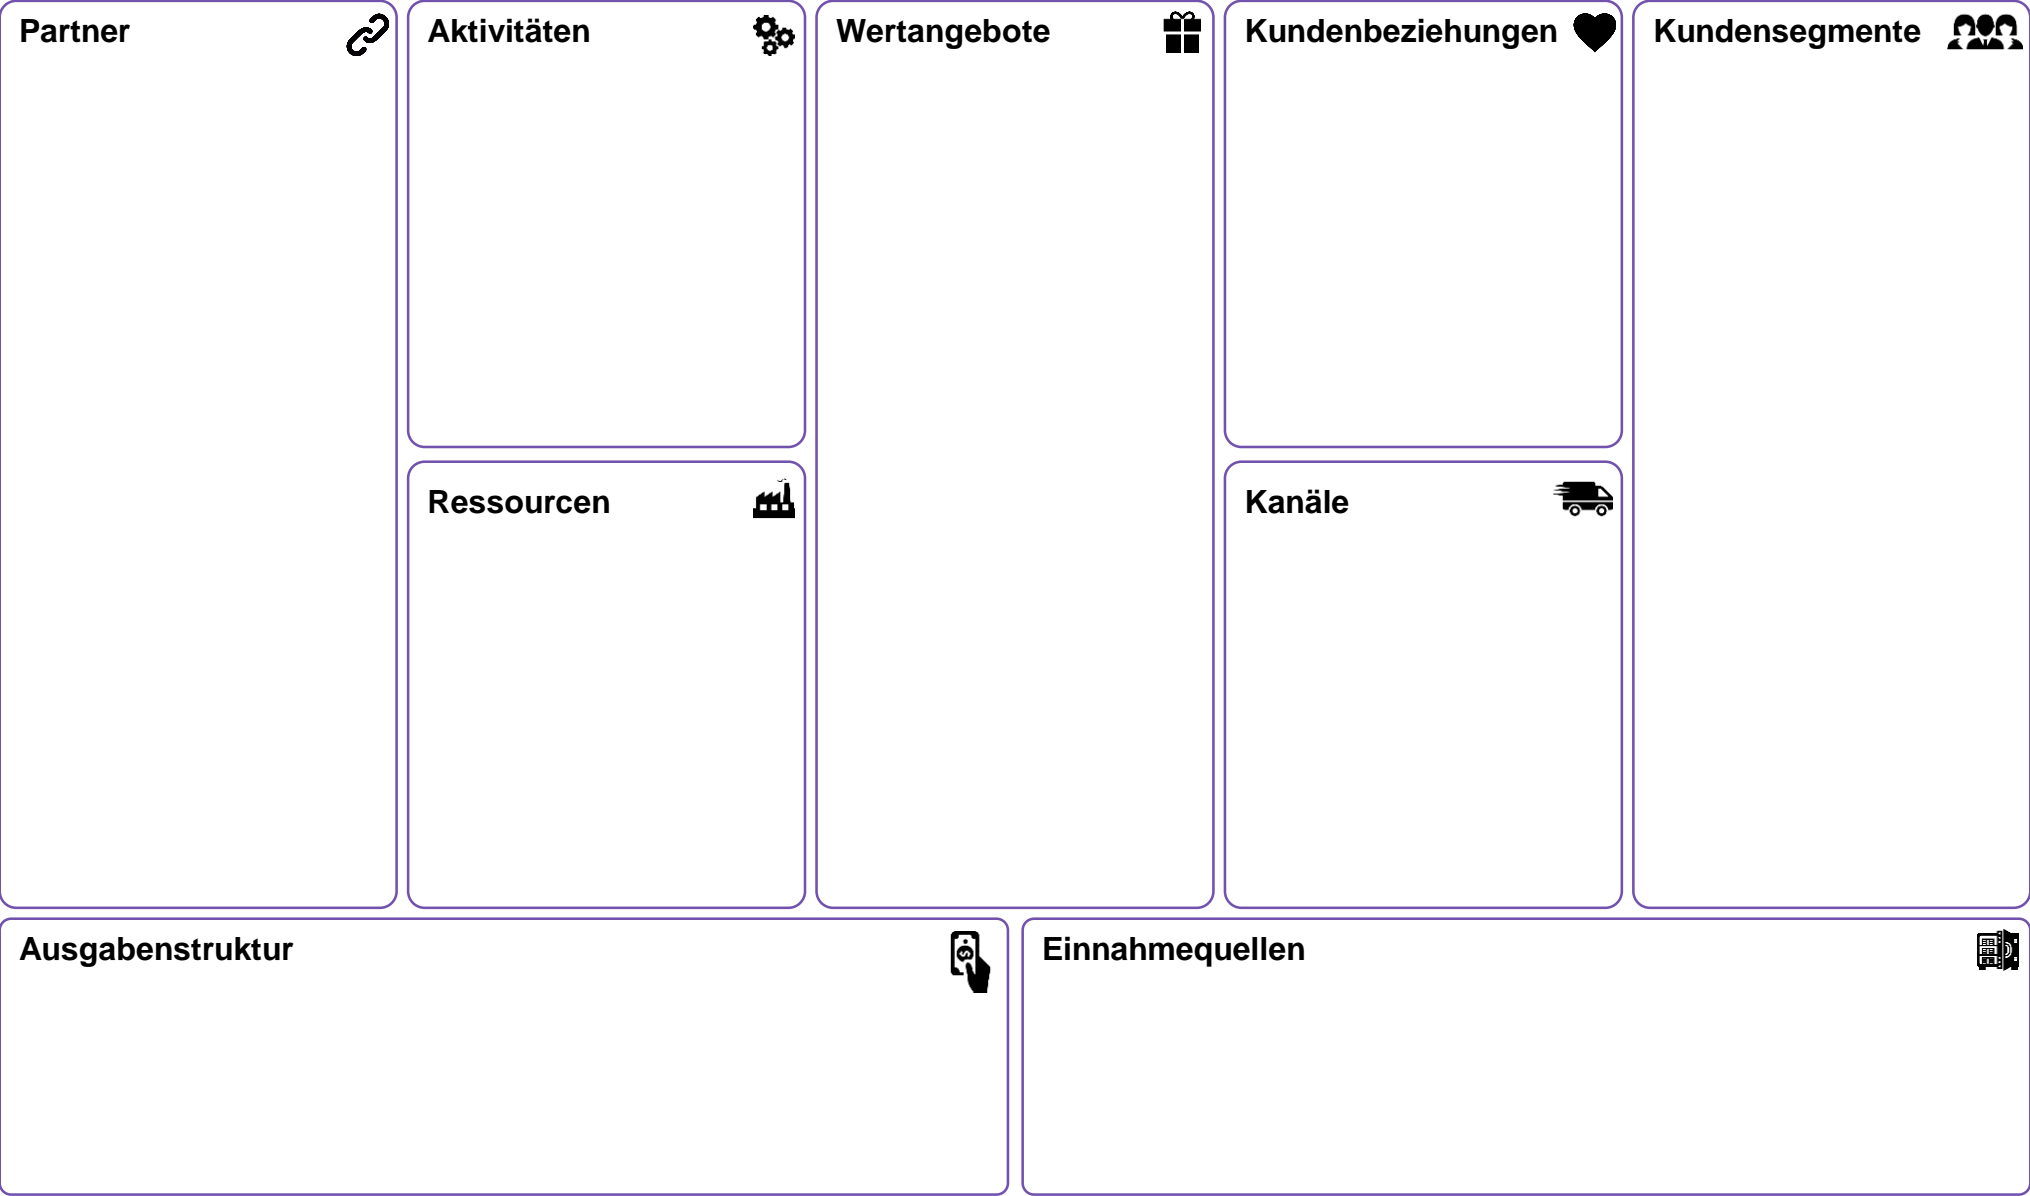 Partner
Aktivitäten
Wertangebote
Kundenbeziehungen
Kundensegmente
Ressourcen
Kanäle
Ausgabenstruktur
Einnahmequellen